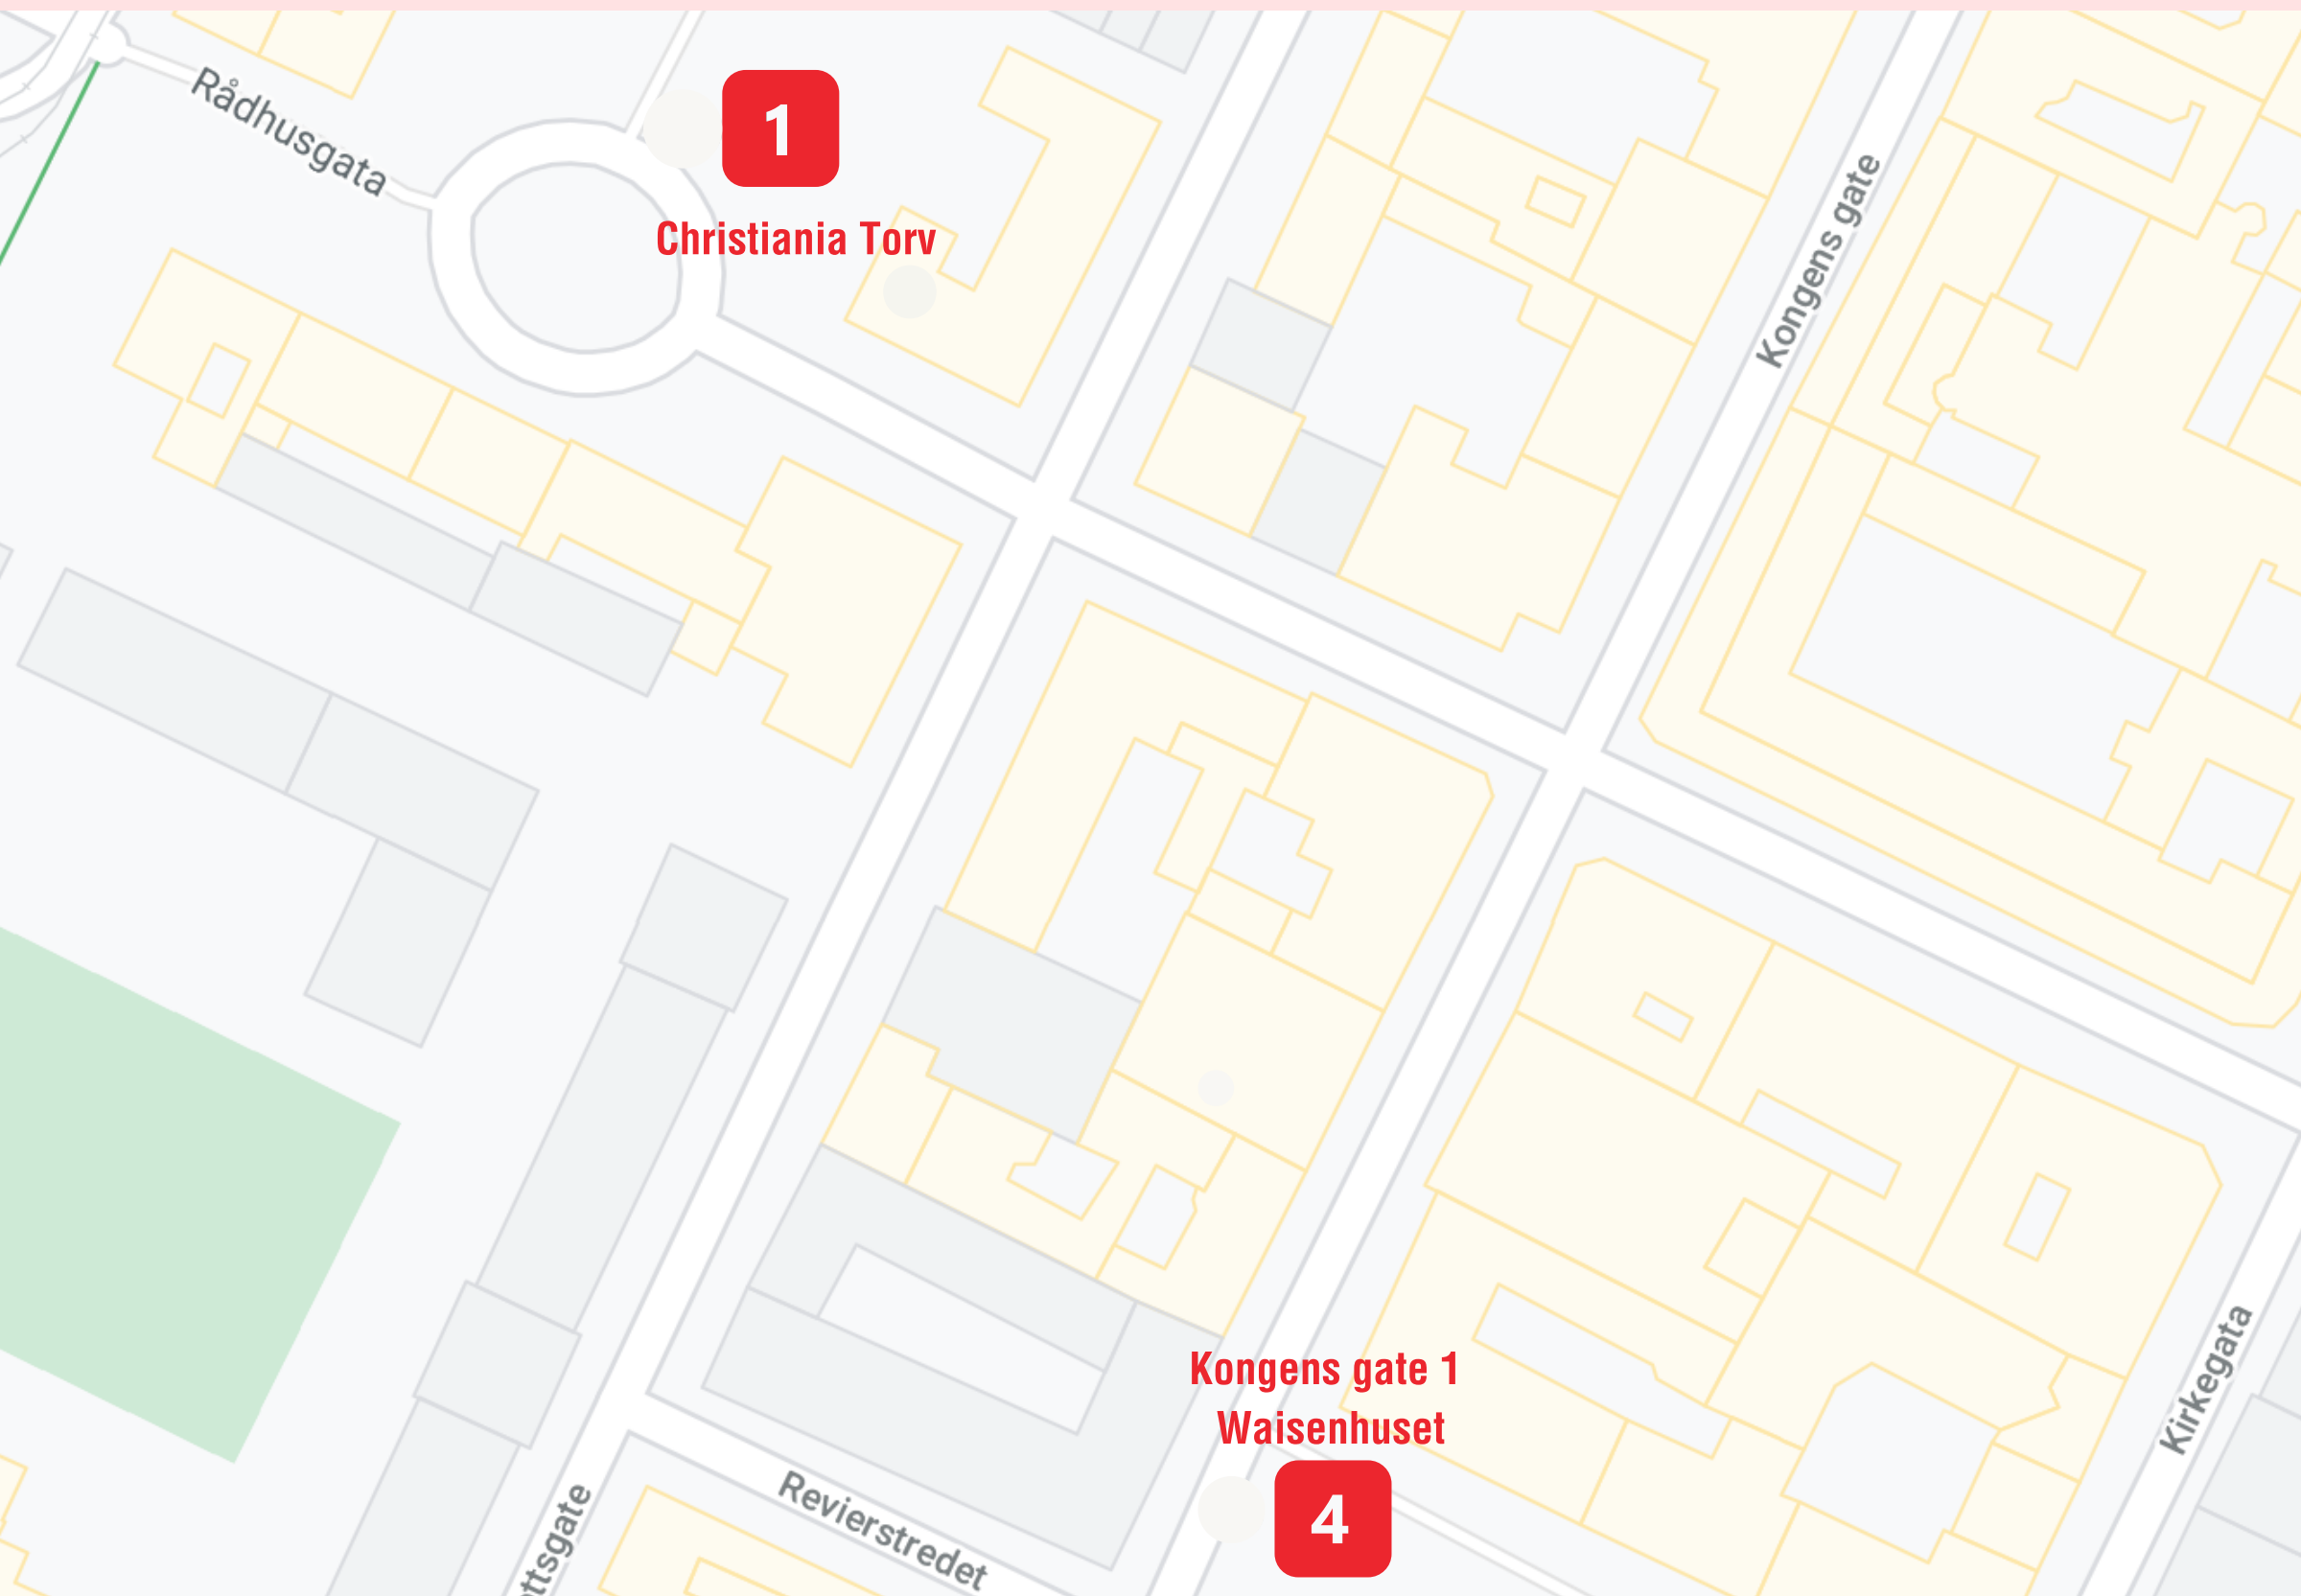 Rådhusgata
1
Christiania Torv
Kongens gate
Kongens gate 1
Waisenhuset
4
Kirkegata
Revierstredet